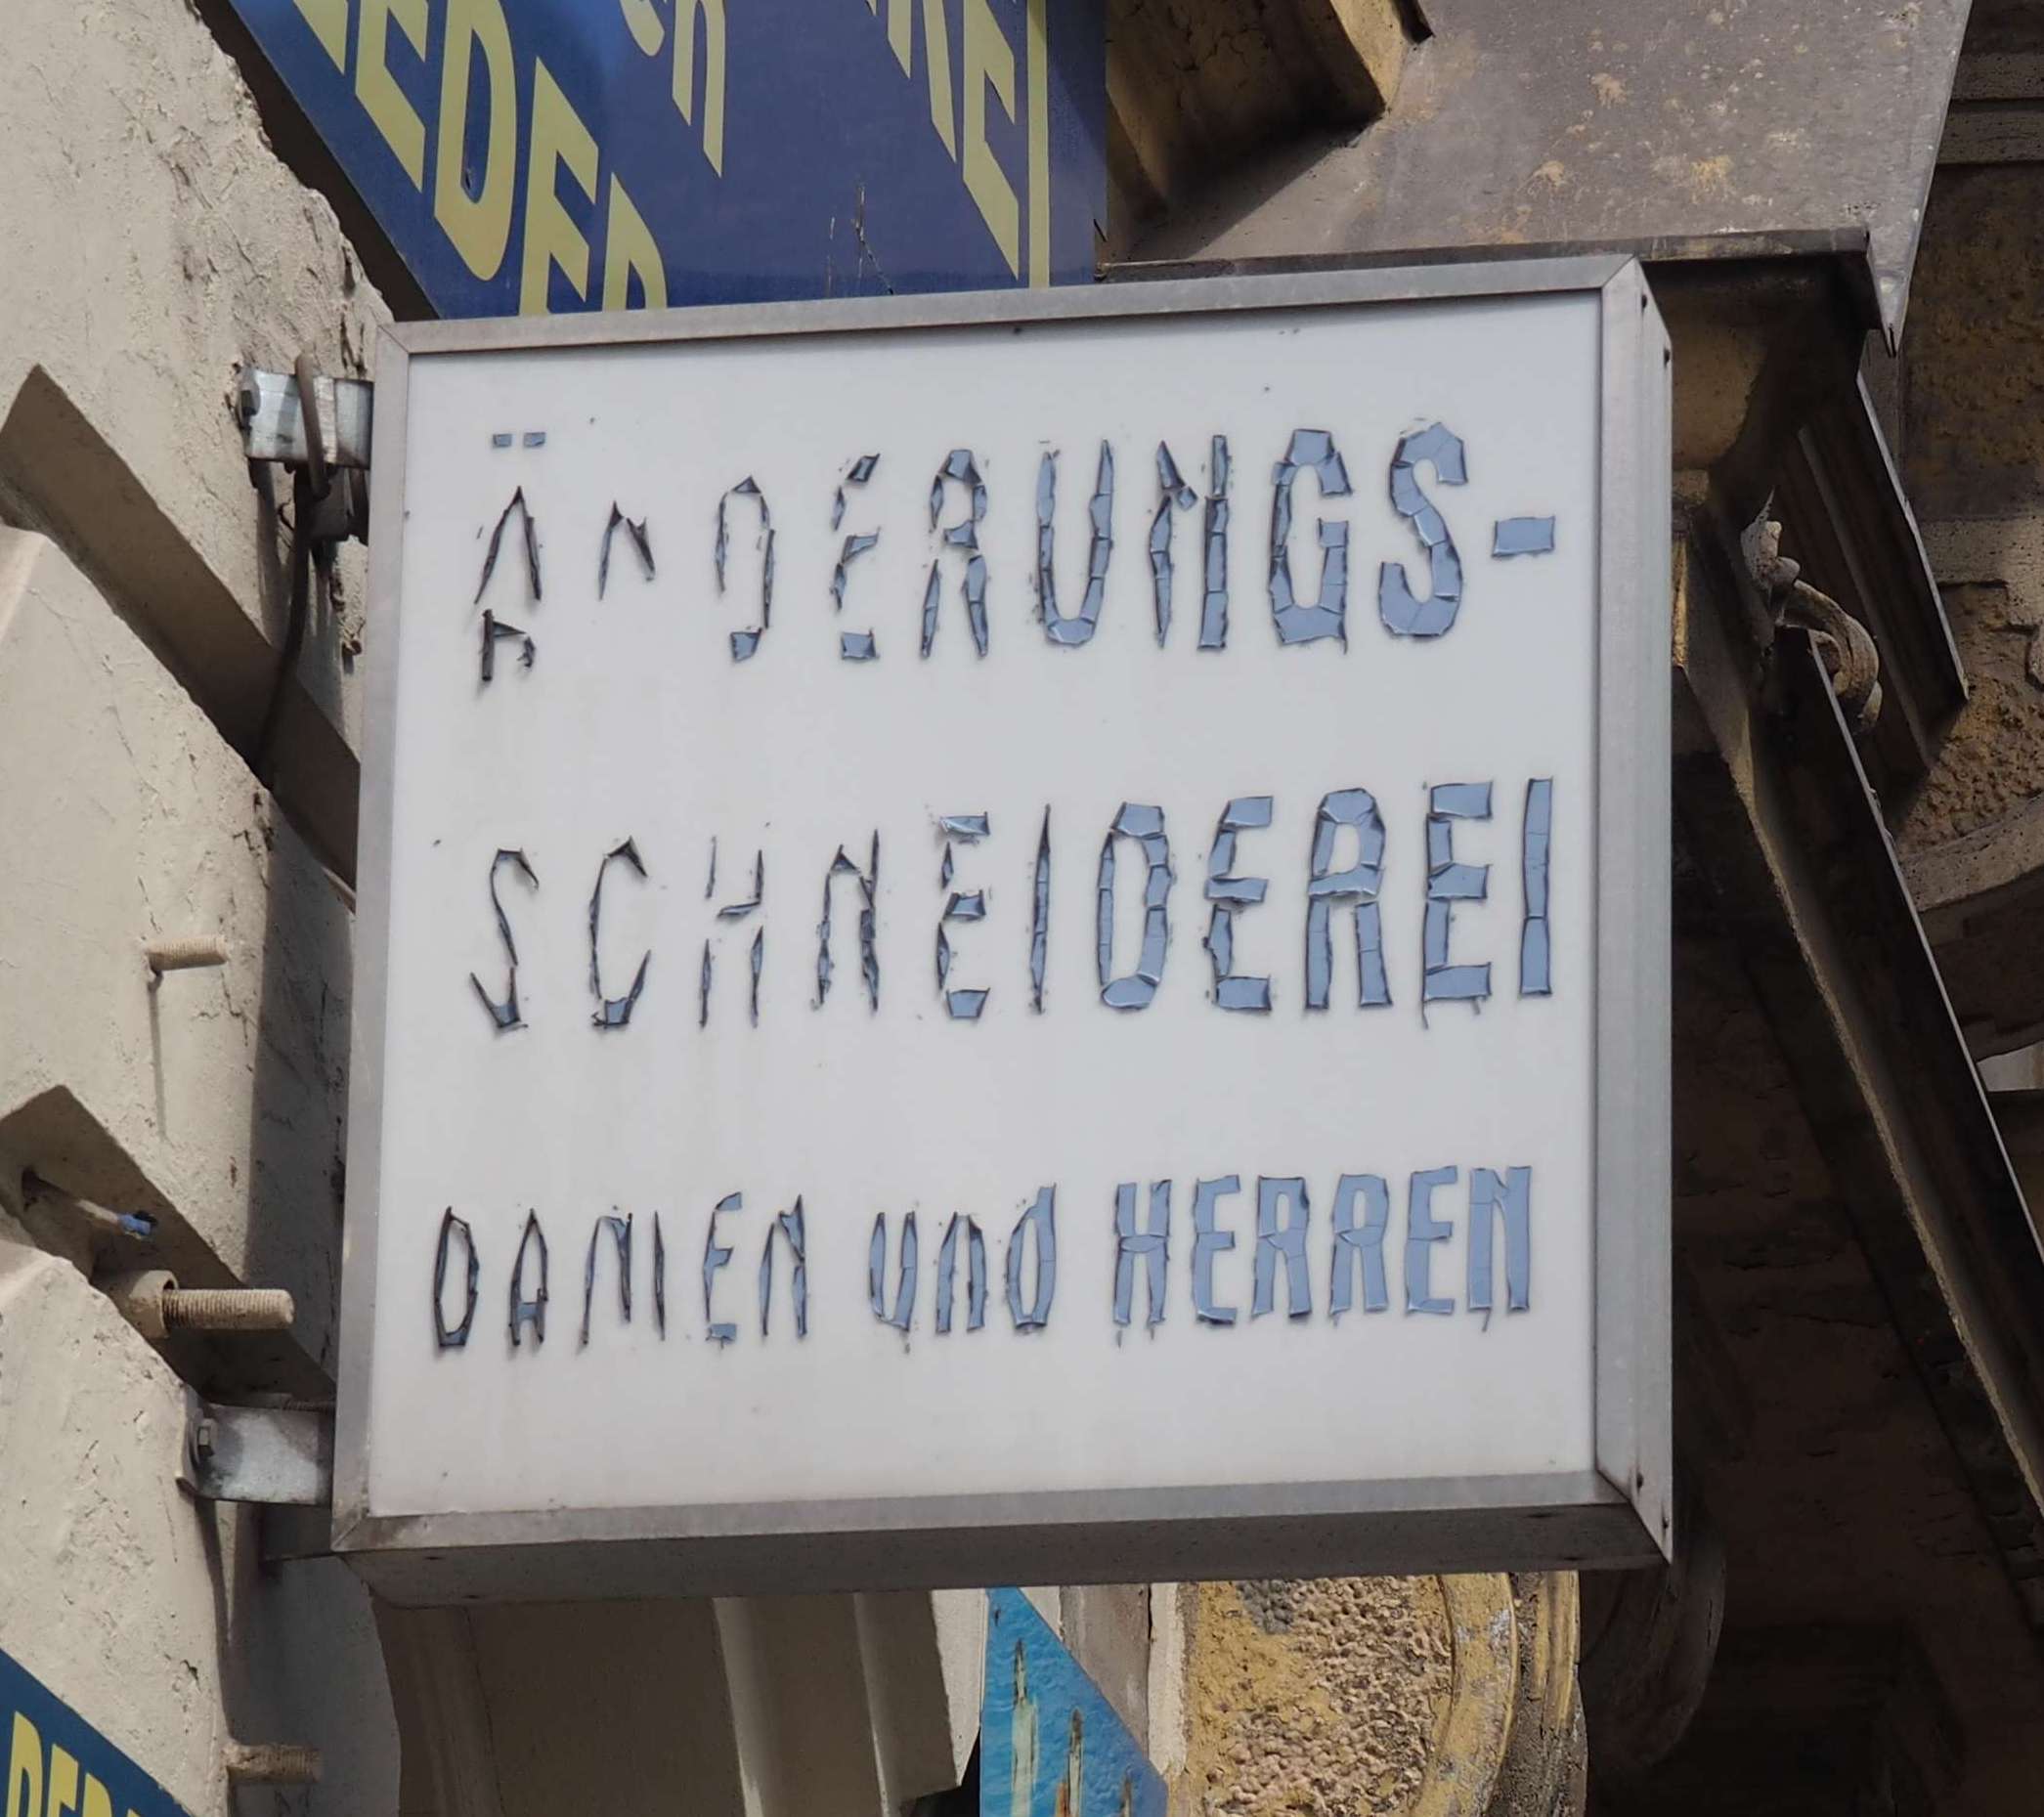 ÄNDERUNGS-
SCHNEIDEREI
DAMEN und HERREN